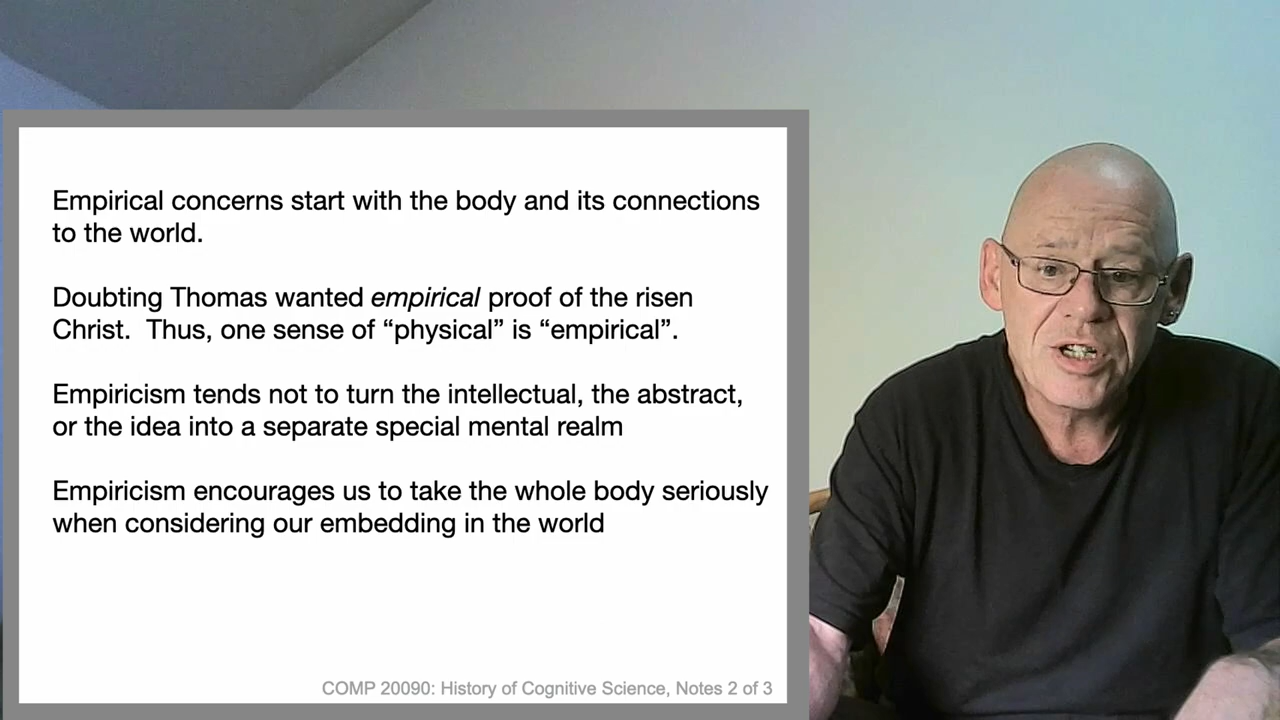 Empirical concerns start with the body and its connections
to the world.
Doubting Thomas wanted empirical proof of the risen
Christ.  Thus, one sense of “physical” is “empirical”.
Empiricism tends not to turn the intellectual, the abstract,
or the idea into a separate special mental realm
Empiricism encourages us to take the whole body seriously
when considering our embedding in the world
COMP 20090: History of Cognitive Science, Notes 2 of 3